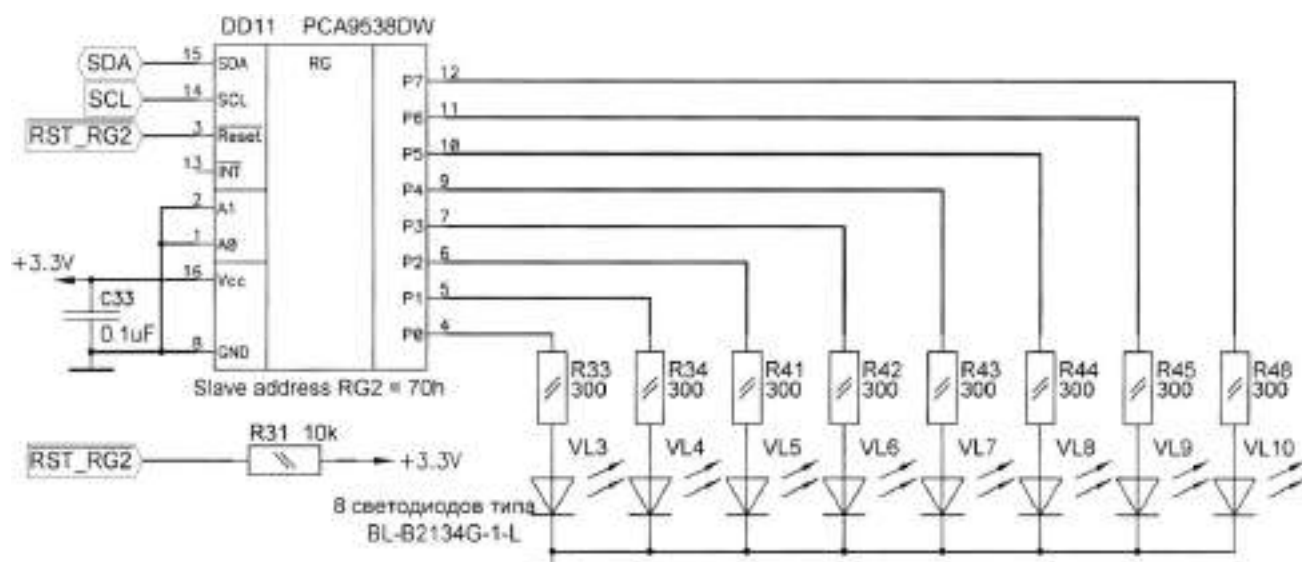 DD11 PCA9538DW
SDA 15 SDA RG
SCL 14 SCL
RST_RG2 3 Reset
13 INT
2 A1
1 A0
+3.3V 16 Vcc
C33
0.1uF
8 GND
P7 12
P6 11
P5 10
P4 9
P3 7
P2 6
P1 5
P0 4
Slave address RG2 = 70h
R33 R34 R41 R42 R43 R44 R45 R46
300 300 300 300 300 300 300 300
R31 10k
RST_RG2 +3.3V
VL3 VL4 VL5 VL6 VL7 VL8 VL9 VL10
8 светодиодов типа
BL-B2134G-1-L